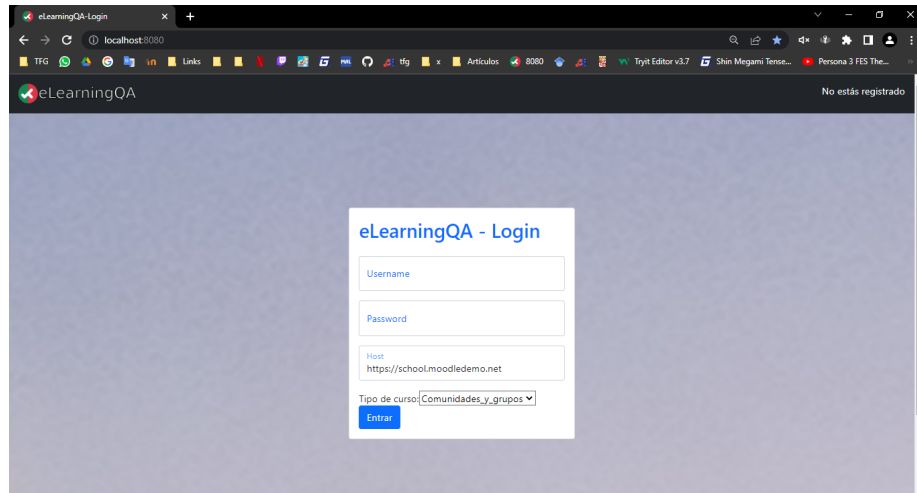 eLearningQA-Login
localhost:8080
TFG
Links
tfg
x
Artículos
8080
Tryit Editor v3.7
Shin Megami Tense...
Persona 3 FES The...
eLearningQA
No estás registrado
eLearningQA - Login
Username
Password
Host
https://school.moodledemo.net
Tipo de curso: Comunidades_y_grupos
Entrar